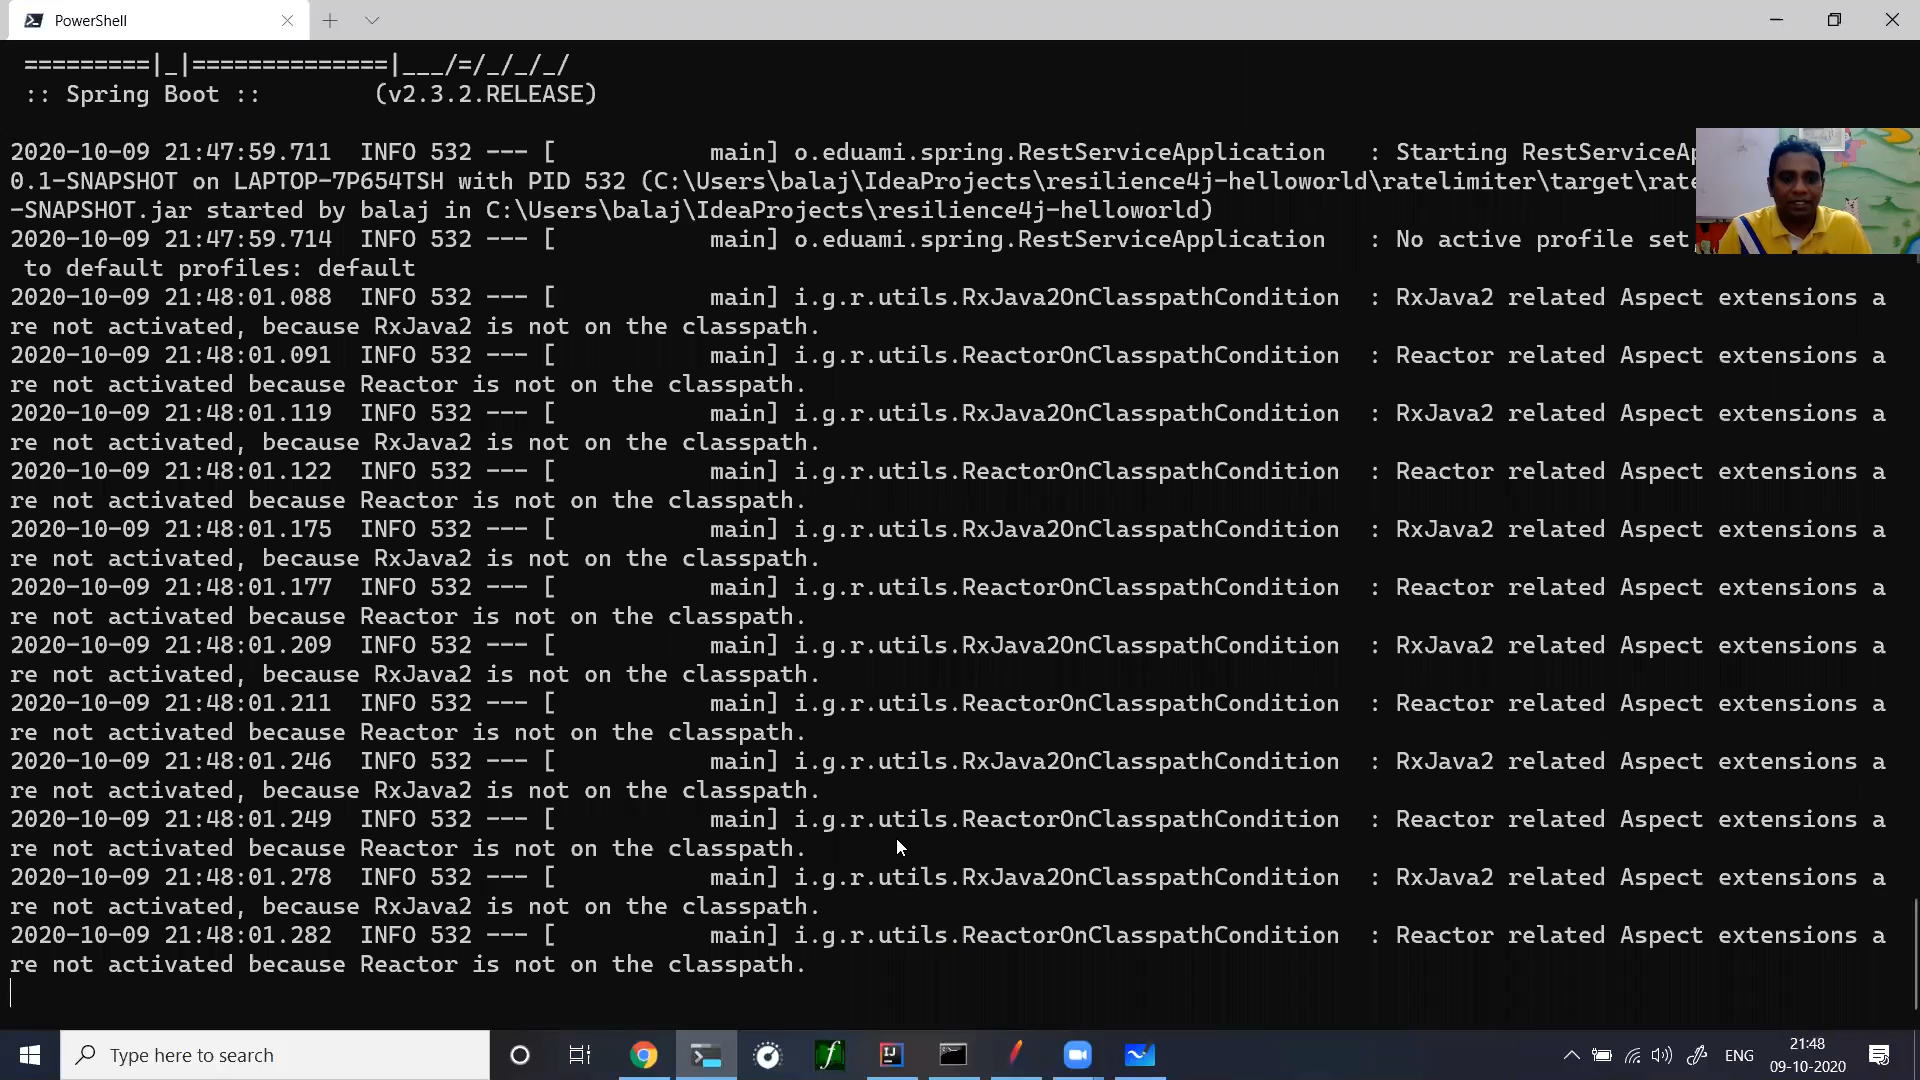 PowerShell
=========|_|==============|___/=/_/_/_/
:: Spring Boot ::        (v2.3.2.RELEASE)
2020-10-09 21:47:59.711  INFO 532 --- [           main] o.eduami.spring.RestServiceApplication   : Starting RestServiceAp
0.1-SNAPSHOT on LAPTOP-7P654TSH with PID 532 (C:\Users\balaj\IdeaProjects\resilience4j-helloworld\ratelimiter\target\rate
-SNAPSHOT.jar started by balaj in C:\Users\balaj\IdeaProjects\resilience4j-helloworld)
2020-10-09 21:47:59.714  INFO 532 --- [           main] o.eduami.spring.RestServiceApplication   : No active profile set
to default profiles: default
2020-10-09 21:48:01.088  INFO 532 --- [           main] i.g.r.utils.RxJava2OnClasspathCondition  : RxJava2 related Aspect extensions a
re not activated, because RxJava2 is not on the classpath.
2020-10-09 21:48:01.091  INFO 532 --- [           main] i.g.r.utils.ReactorOnClasspathCondition  : Reactor related Aspect extensions a
re not activated because Reactor is not on the classpath.
2020-10-09 21:48:01.119  INFO 532 --- [           main] i.g.r.utils.RxJava2OnClasspathCondition  : RxJava2 related Aspect extensions a
re not activated, because RxJava2 is not on the classpath.
2020-10-09 21:48:01.122  INFO 532 --- [           main] i.g.r.utils.ReactorOnClasspathCondition  : Reactor related Aspect extensions a
re not activated because Reactor is not on the classpath.
2020-10-09 21:48:01.175  INFO 532 --- [           main] i.g.r.utils.RxJava2OnClasspathCondition  : RxJava2 related Aspect extensions a
re not activated, because RxJava2 is not on the classpath.
2020-10-09 21:48:01.177  INFO 532 --- [           main] i.g.r.utils.ReactorOnClasspathCondition  : Reactor related Aspect extensions a
re not activated because Reactor is not on the classpath.
2020-10-09 21:48:01.209  INFO 532 --- [           main] i.g.r.utils.RxJava2OnClasspathCondition  : RxJava2 related Aspect extensions a
re not activated, because RxJava2 is not on the classpath.
2020-10-09 21:48:01.211  INFO 532 --- [           main] i.g.r.utils.ReactorOnClasspathCondition  : Reactor related Aspect extensions a
re not activated because Reactor is not on the classpath.
2020-10-09 21:48:01.246  INFO 532 --- [           main] i.g.r.utils.RxJava2OnClasspathCondition  : RxJava2 related Aspect extensions a
re not activated, because RxJava2 is not on the classpath.
2020-10-09 21:48:01.249  INFO 532 --- [           main] i.g.r.utils.ReactorOnClasspathCondition  : Reactor related Aspect extensions a
re not activated because Reactor is not on the classpath.
2020-10-09 21:48:01.278  INFO 532 --- [           main] i.g.r.utils.RxJava2OnClasspathCondition  : RxJava2 related Aspect extensions a
re not activated, because RxJava2 is not on the classpath.
2020-10-09 21:48:01.282  INFO 532 --- [           main] i.g.r.utils.ReactorOnClasspathCondition  : Reactor related Aspect extensions a
re not activated because Reactor is not on the classpath.
Type here to search
ENG
21:48
09-10-2020